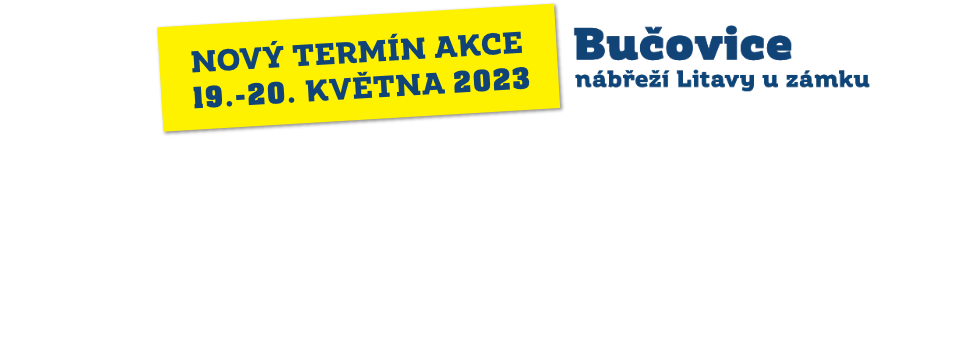 NOVÝ TERMÍN AKCE
19.-20. KVĚTNA 2023
Bučovice
nábřeží Litavy u zámku